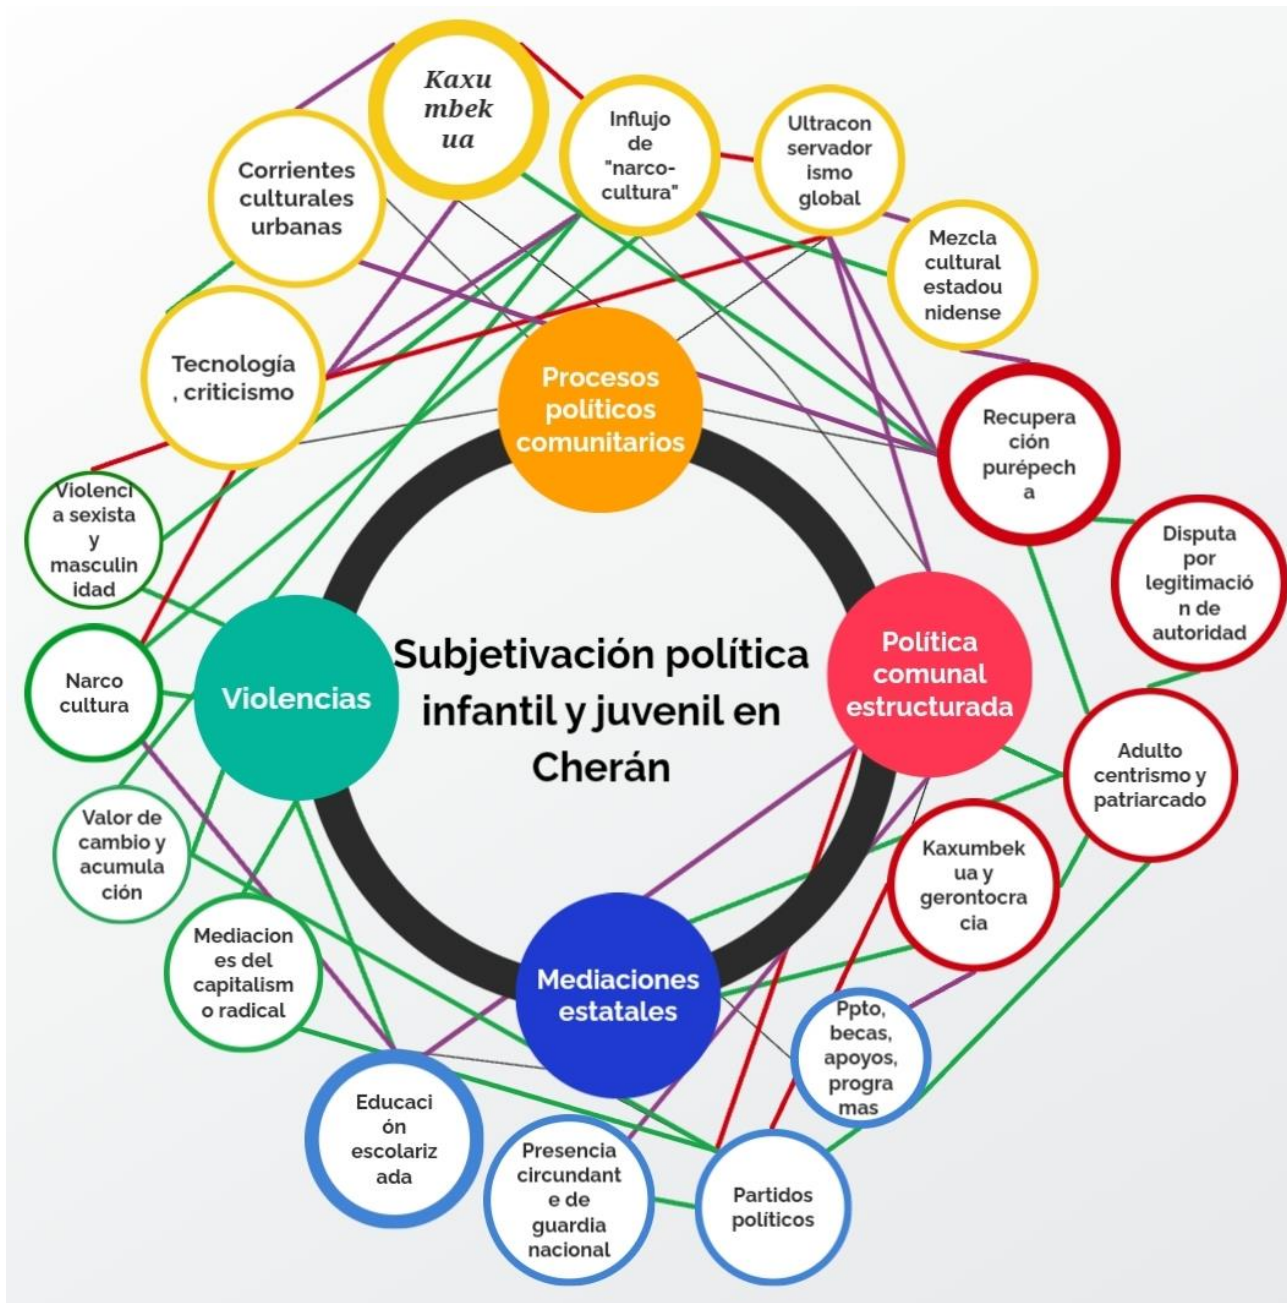 Kaxu
mbek
ua
Influjo
de
"narco-
cultura"
Ultracon
servador
ismo
global
Corrientes
culturales
urbanas
Mezcla
cultural
estadou
nidense
Tecnología
, criticismo
Procesos
políticos
comunitarios
Recupera
ción
purépech
a
Violenci
a sexista
y
masculin
idad
Disputa
por
legitimació
n de
autoridad
Narco
cultura
Violencias
Subjetivación política
infantil y juvenil en
Cherán
Política
comunal
estructurada
Adulto
centrismo y
patriarcado
Valor de
cambio y
acumula
ción
Kaxumbek
ua y
gerontocra
cia
Mediacion
es del
capitalism
o radical
Mediaciones
estatales
Ppto,
becas,
apoyos,
progra
mas
Educaci
ón
escolariz
ada
Presencia
circundant
e de
guardia
nacional
Partidos
políticos